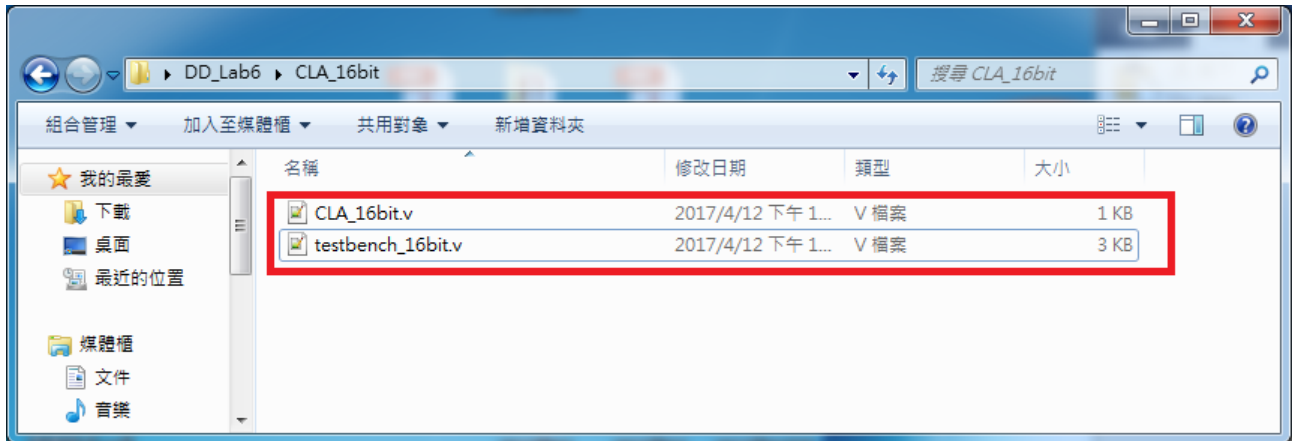 DD_Lab6 CLA_16bit 搜尋 CLA_16bit
組合管理 加入至媒體櫃 共用對象 新增資料夾
名稱 修改日期 類型 大小
我的最愛
下載
桌面
最近的位置
媒體櫃
文件
音樂
CLA_16bit.v 2017/4/12 下午 1... V 檔案 1 KB
testbench_16bit.v 2017/4/12 下午 1... V 檔案 3 KB